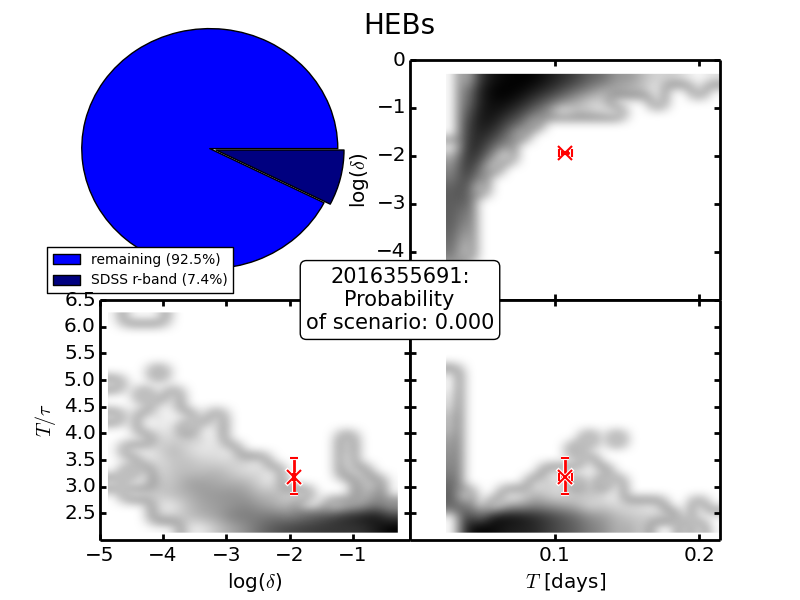 HEBs
remaining (92.5%)
SDSS r-band (7.4%)
0
−1
−2
−3
−4
log(δ)
2016355691:
Probability
of scenario: 0.000
6.5
6.0
5.5
5.0
4.5
4.0
3.5
3.0
2.5
T/τ
−5 −4 −3 −2 −1
log(δ)
0.1 0.2
T [days]